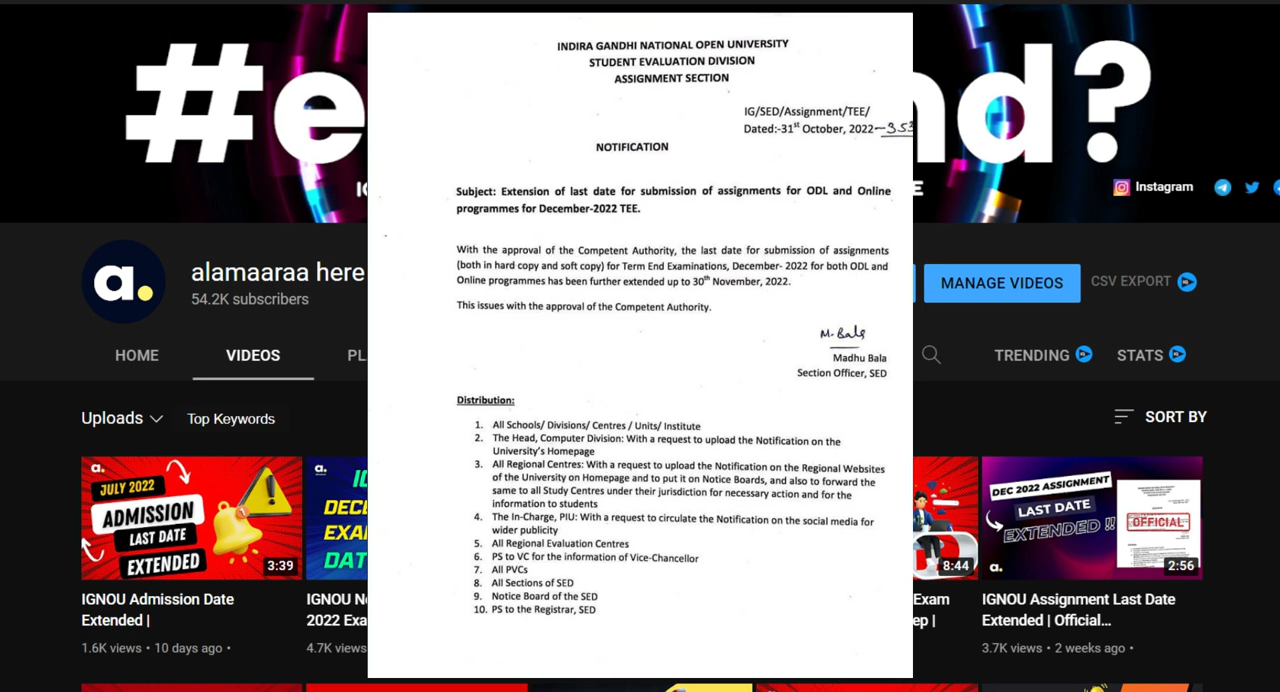 #e
nd?
INDIRA GANDHI NATIONAL OPEN UNIVERSITY
STUDENT EVALUATION DIVISION
ASSIGNMENT SECTION
IG/SED/Assignment/TEE/
Dated:-31st October, 2022-353
NOTIFICATION
Subject: Extension of last date for submission of assignments for ODL and Online
programmes for December-2022 TEE.
With the approval of the Competent Authority, the last date for submission of assignments
(both in hard copy and soft copy) for Term End Examinations, December- 2022 for both ODL and
Online programmes has been further extended up to 30th November, 2022.
This issues with the approval of the Competent Authority.
M. Bala
Madhu Bala
Section Officer, SED
Distribution:
1. All Schools/ Divisions/ Centres / Units/ Institute
2. The Head, Computer Division: With a request to upload the Notification on the
University's Homepage
3. All Regional Centres: With a request to upload the Notification on the Regional Websites
of the University on Homepage and to put it on Notice Boards, and also to forward the
same to all Study Centres under their jurisdiction for necessary action and for the
information to students
4. The In-Charge, PIU: With a request to circulate the Notification on the social media for
wider publicity
5. All Regional Evaluation Centres
6. PS to VC for the information of Vice-Chancellor
7. All PVCs
8. All Sections of SED
9. Notice Board of the SED
10. PS to the Registrar, SED
Instagram
a.
alamaaraa here
54.2K subscribers
MANAGE VIDEOS
CSV EXPORT
HOME
VIDEOS
PL
TRENDING
STATS
Uploads
Top Keywords
SORT BY
a.
JULY 2022
ADMISSION
LAST DATE
EXTENDED
3:39
IGNOU Admission Date
Extended |
1.6K views • 10 days ago •
a.
DECE
EXA
DAT
IGNOU N
2022 Exa
4.7K views
8:44
Exam
ep |
DEC 2022 ASSIGNMENT
LAST DATE
EXTENDED !!
OFFICIAL
a.
2:56
IGNOU Assignment Last Date
Extended | Official...
3.7K views • 2 weeks ago •